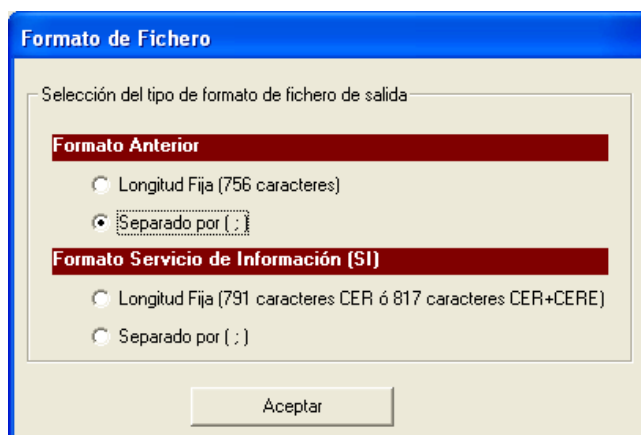 Formato de Fichero
Selección del tipo de formato de fichero de salida
Formato Anterior
Longitud Fija (756 caracteres)
Separado por ( ; )
Formato Servicio de Información (SI)
Longitud Fija (791 caracteres CER ó 817 caracteres CER+CERE)
Separado por ( ; )
Aceptar